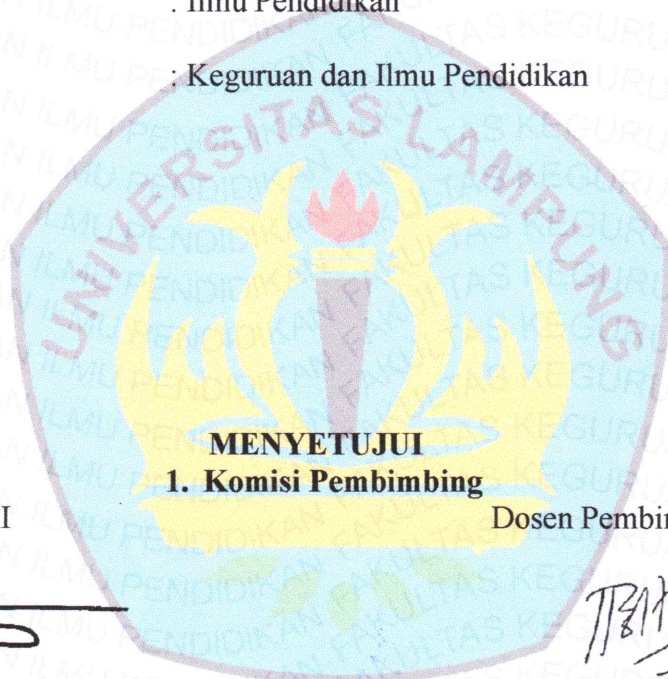 : Ilmu Pendidikan
: Keguruan dan Ilmu Pendidikan
UNIVERSITAS LAMPUNG
MENYETUJUI
1. Komisi Pembimbing
I
Dosen Pembi